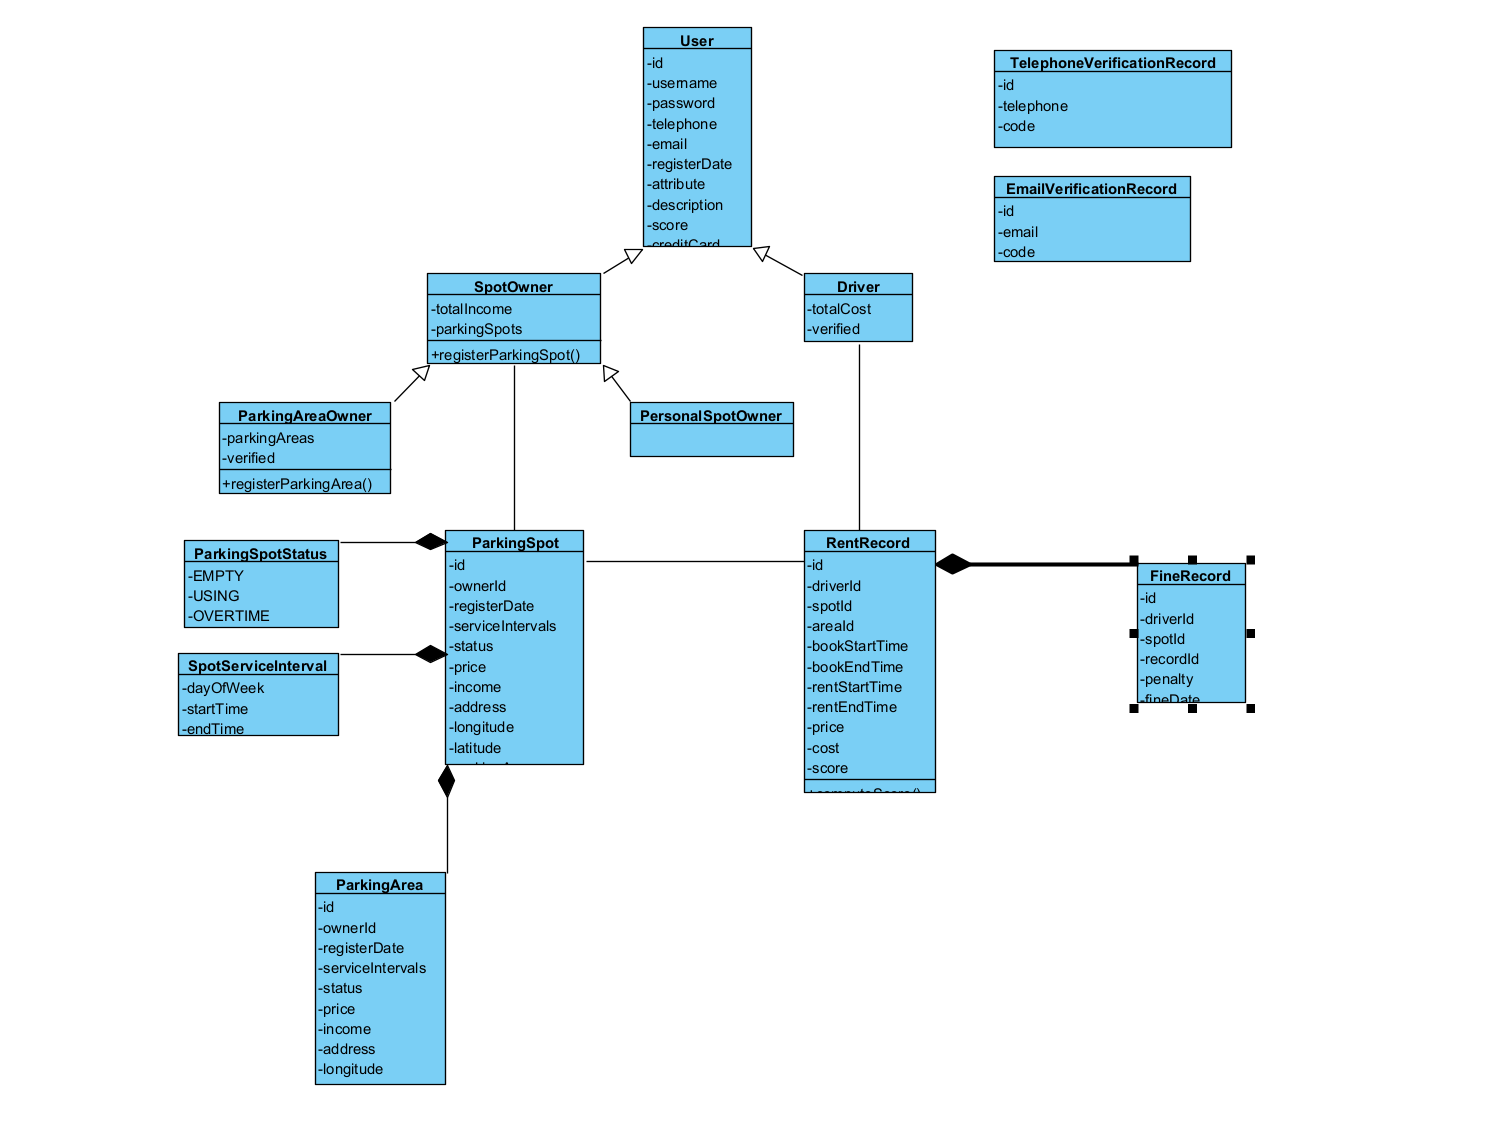 User
-id
-username
-password
-telephone
-email
-registerDate
-attribute
-description
-score
-creditCard
TelephoneVerificationRecord
-id
-telephone
-code
EmailVerificationRecord
-id
-email
-code
SpotOwner
-totalIncome
-parkingSpots
+registerParkingSpot()
Driver
-totalCost
-verified
ParkingAreaOwner
-parkingAreas
-verified
+registerParkingArea()
PersonalSpotOwner
ParkingSpotStatus
-EMPTY
-USING
-OVERTIME
SpotServiceInterval
-dayOfWeek
-startTime
-endTime
ParkingSpot
-id
-ownerId
-registerDate
-serviceIntervals
-status
-price
-income
-address
-longitude
-latitude
RentRecord
-id
-driverId
-spotId
-areaId
-bookStartTime
-bookEndTime
-rentStartTime
-rentEndTime
-price
-cost
-score
+computeScore()
FineRecord
-id
-driverId
-spotId
-recordId
-penalty
-fineDate
ParkingArea
-id
-ownerId
-registerDate
-serviceIntervals
-status
-price
-income
-address
-longitude